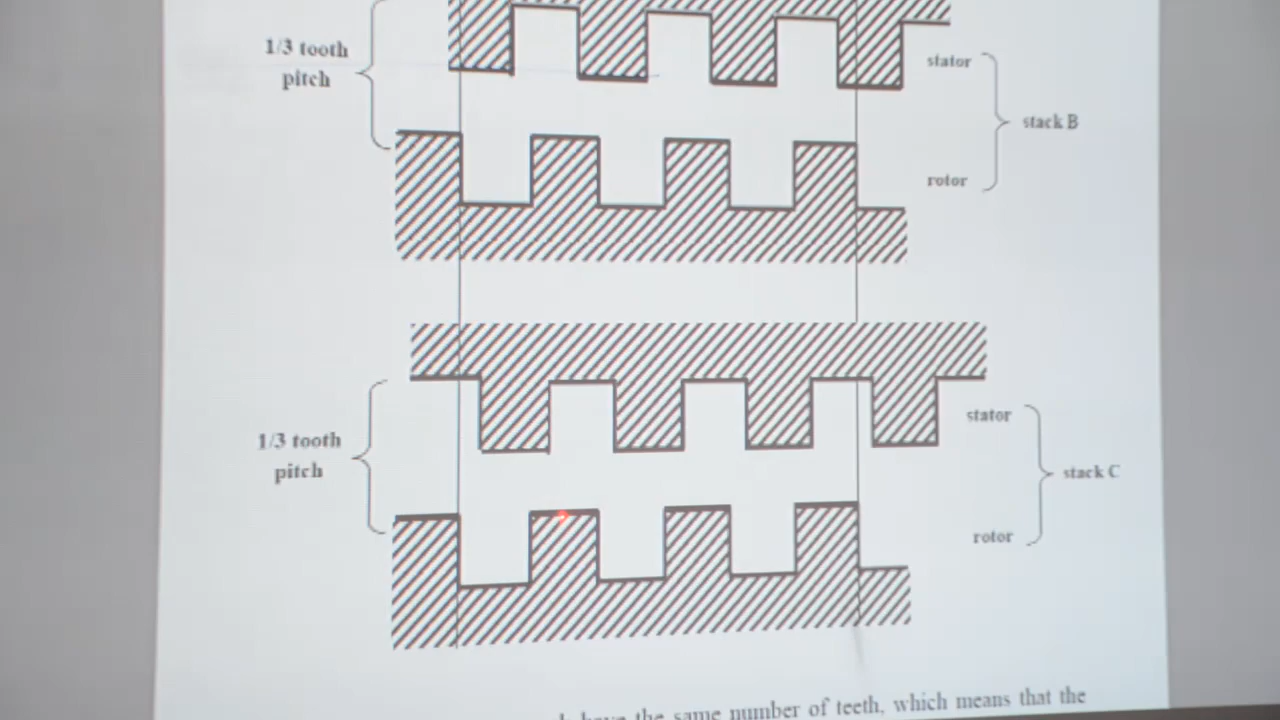 1/3 tooth
pitch
stator
stack B
rotor
1/3 tooth
pitch
stator
stack C
rotor
have the same number of teeth, which means that the